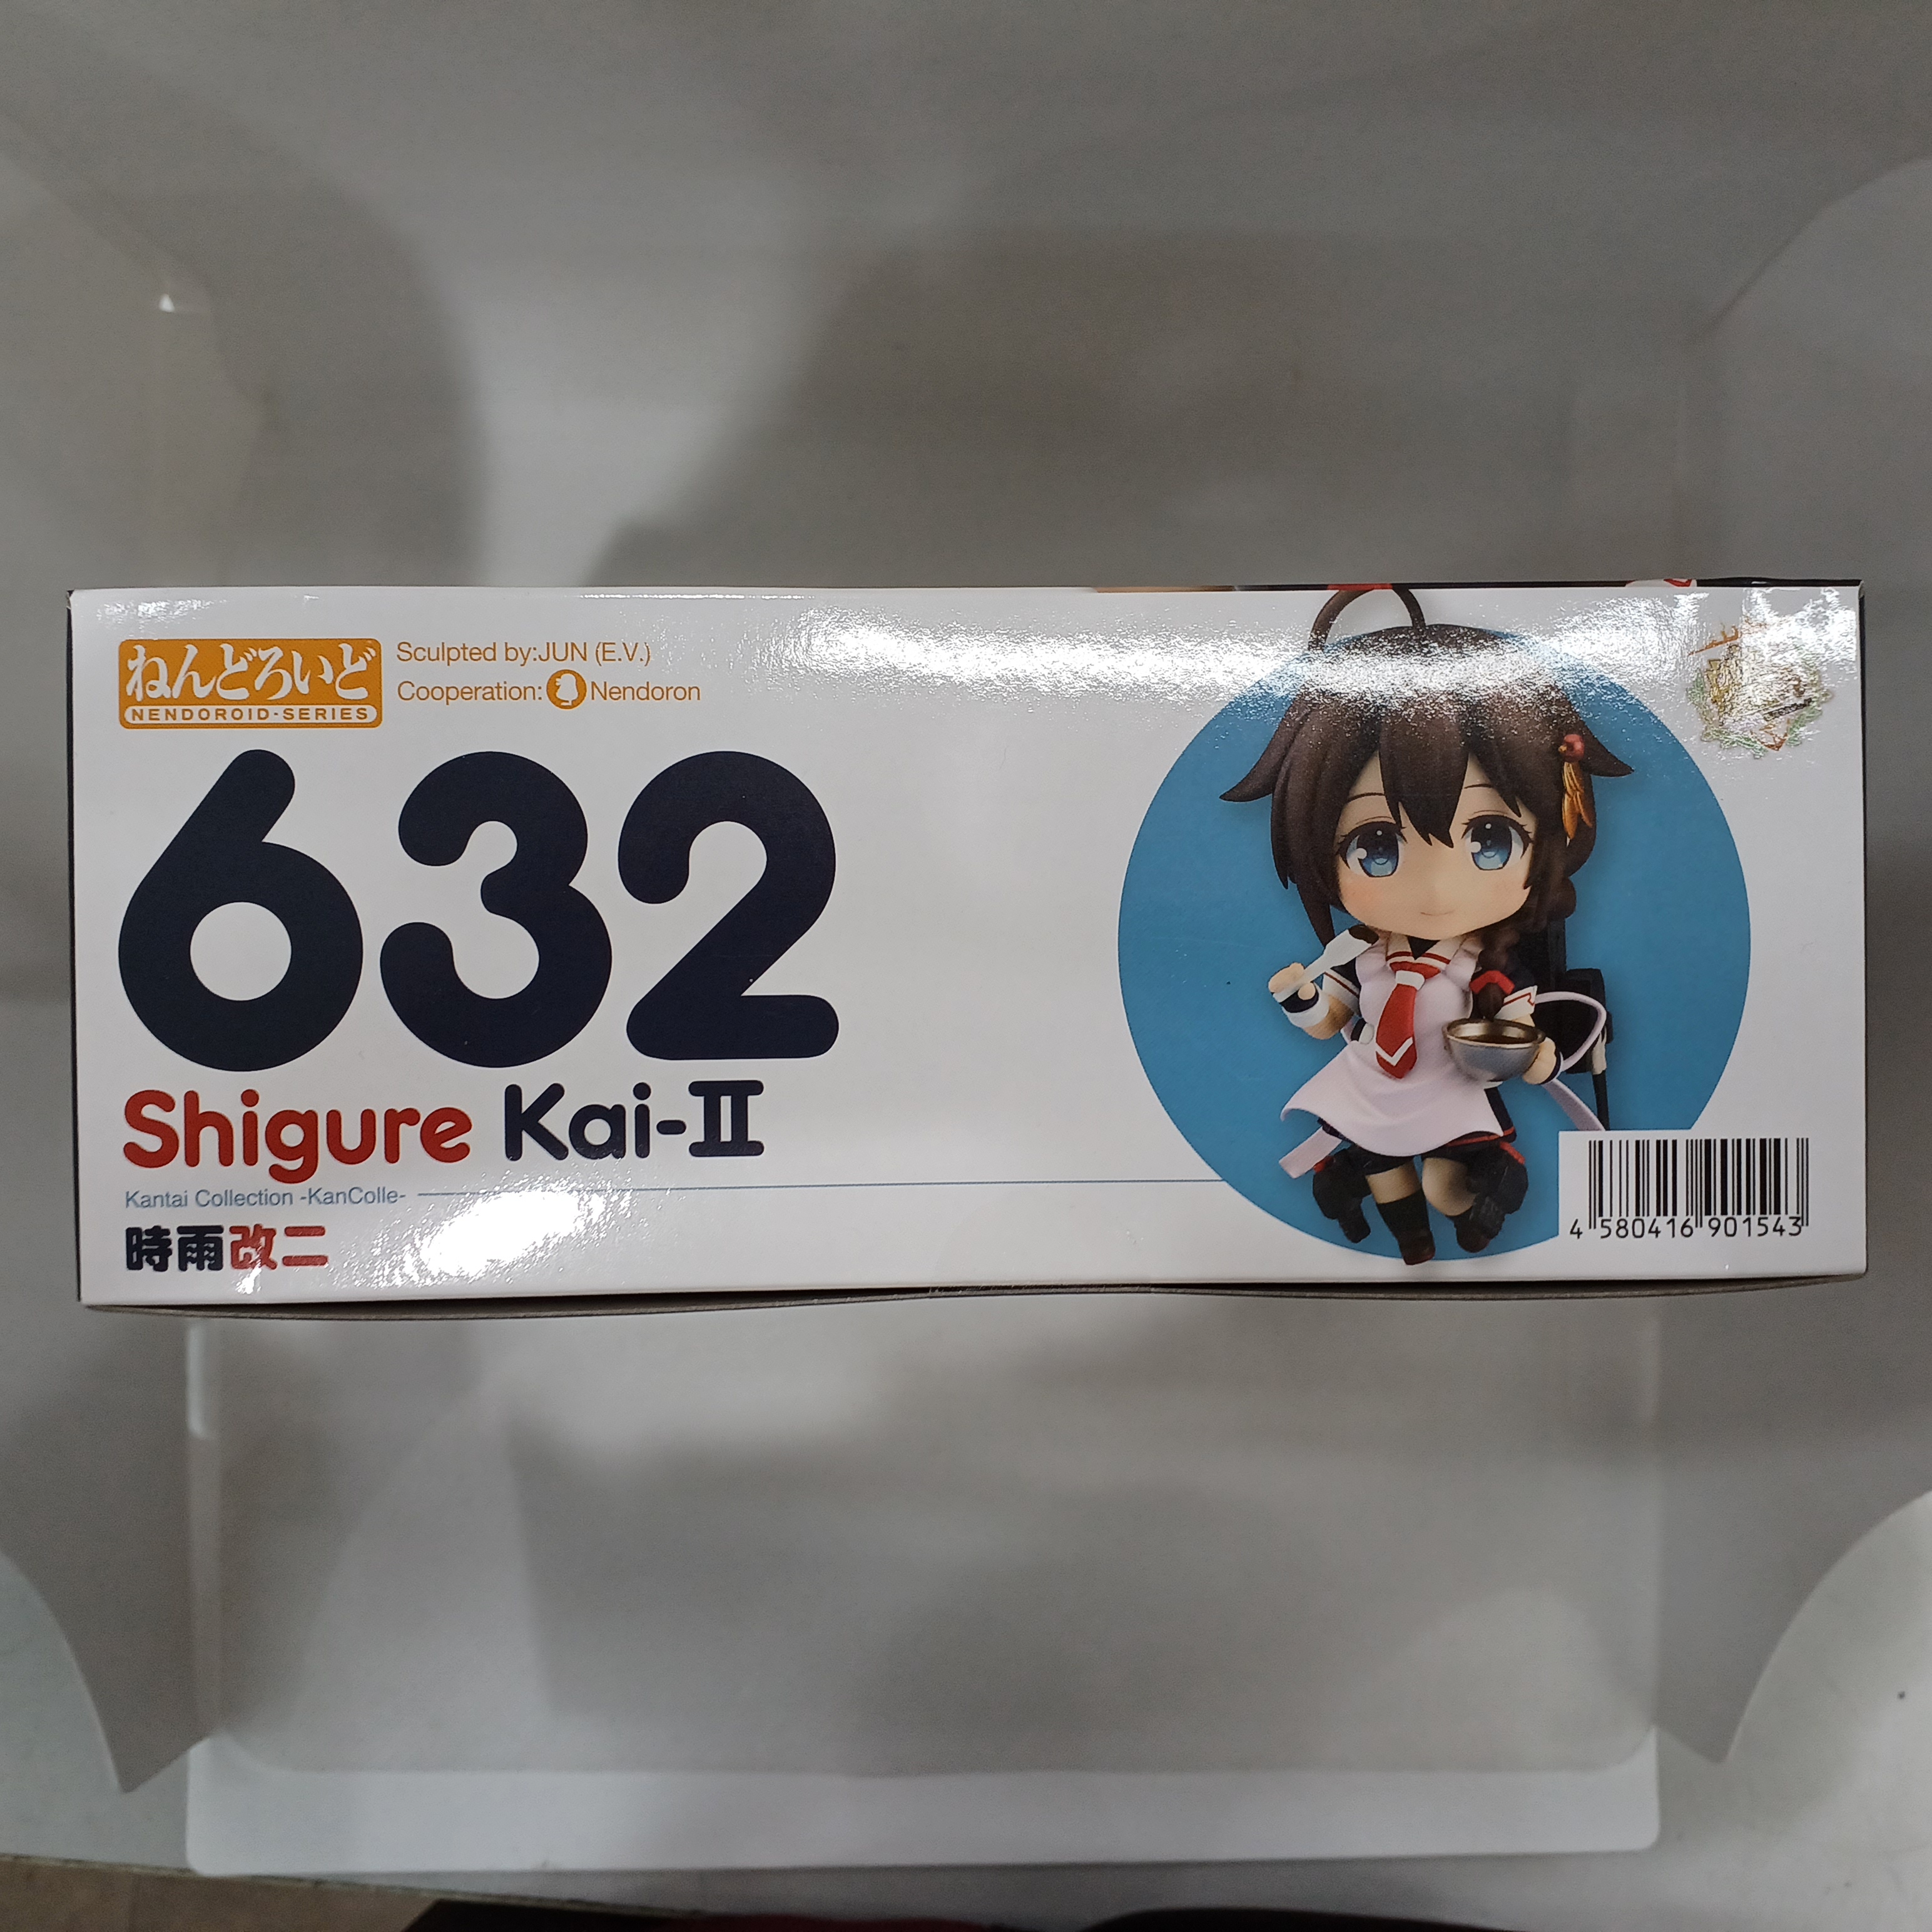 ねんどろいど
NENDOROID-SERIES
Sculpted by:JUN (E.V.)
Cooperation: Nendoron
632
Shigure Kai-II
Kantai Collection -KanColle-
時雨改二
4 580416 901543